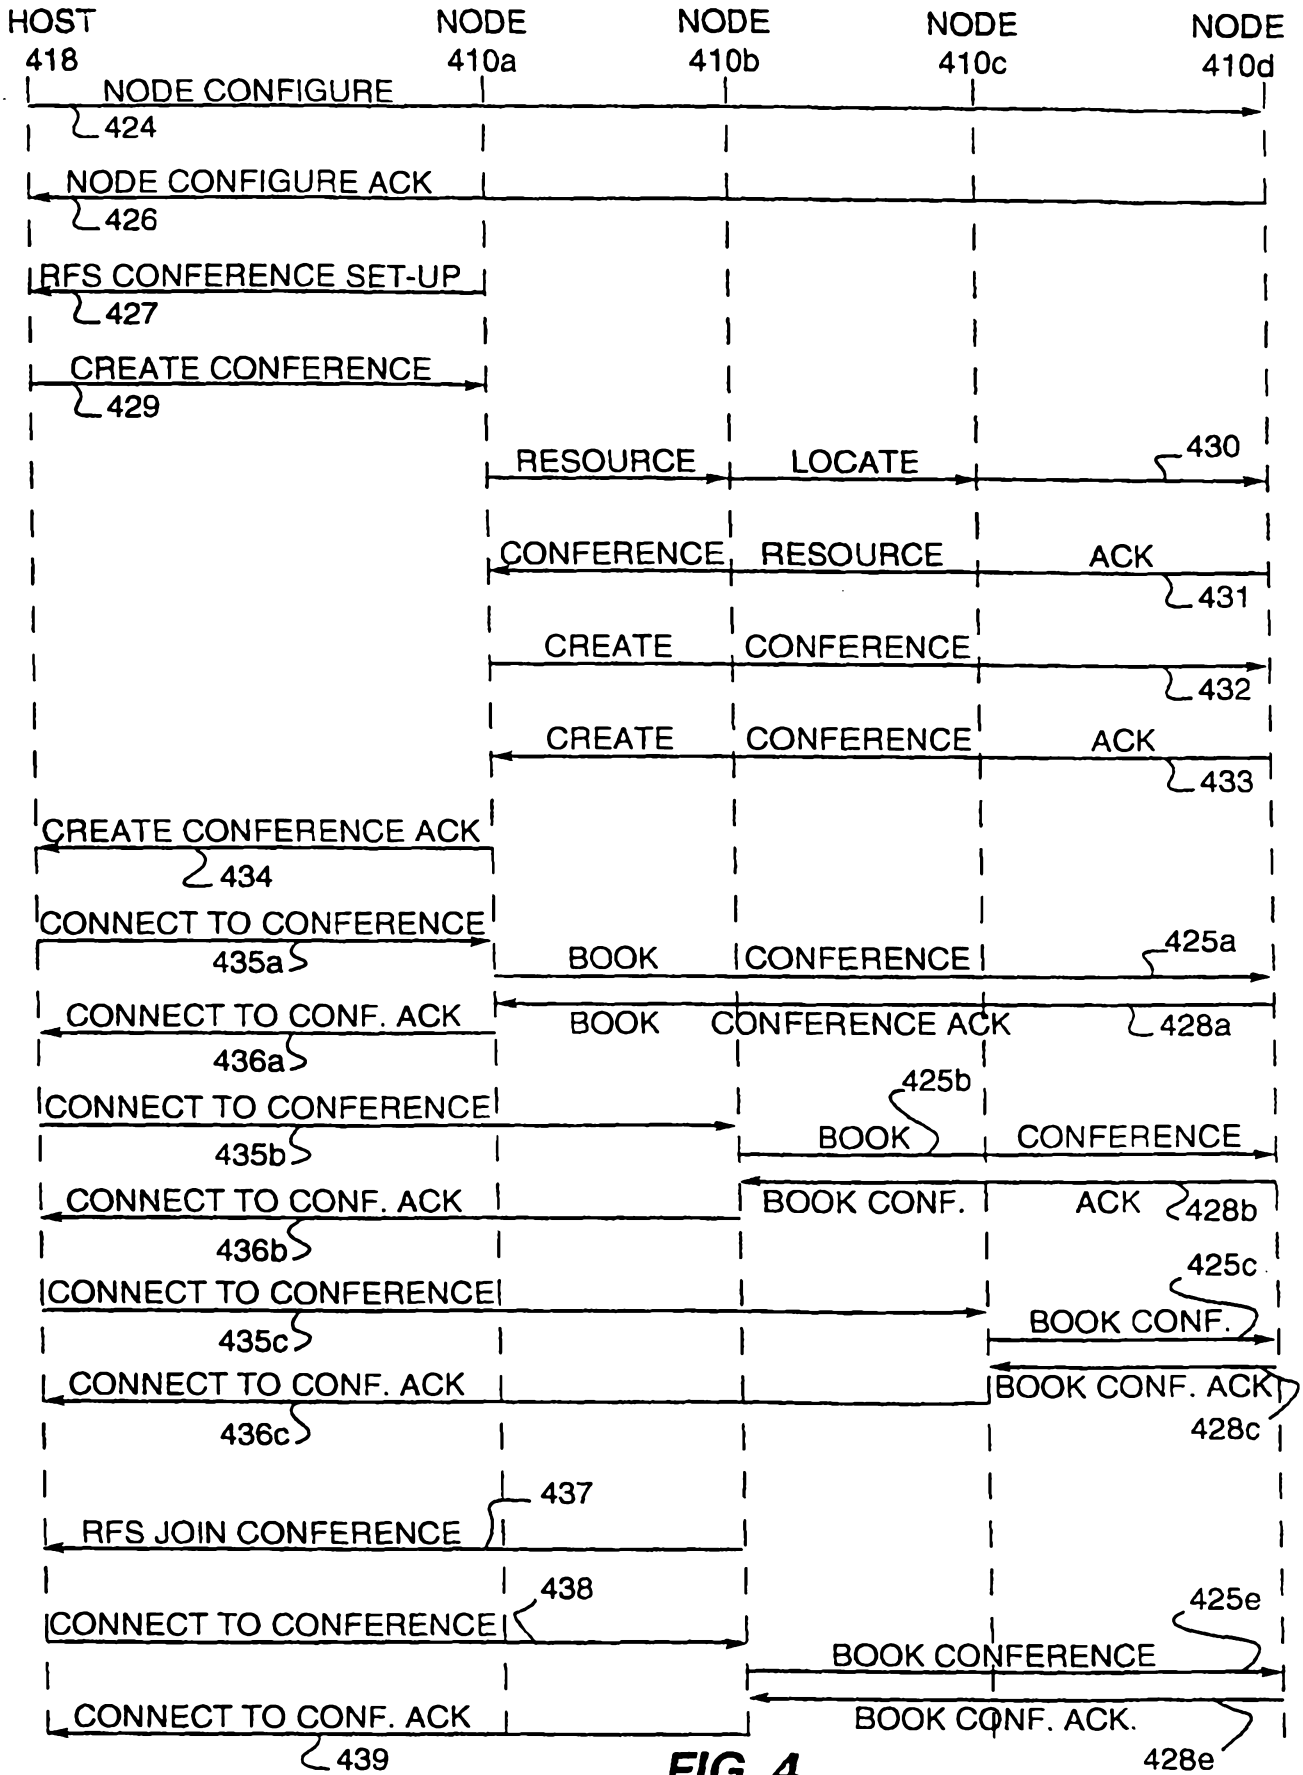 HOST NODE NODE NODE NODE
418 410a 410b 410c 410d
NODE CONFIGURE
424
NODE CONFIGURE ACK
426
RFS CONFERENCE SET-UP
427
CREATE CONFERENCE
429
RESOURCE LOCATE 430
CONFERENCE RESOURCE ACK
431
CREATE CONFERENCE
432
CREATE CONFERENCE ACK
433
CREATE CONFERENCE ACK
434
CONNECT TO CONFERENCE
435a BOOK CONFERENCE 425a
CONNECT TO CONF. ACK BOOK CONFERENCE ACK 428a
436a
425b
CONNECT TO CONFERENCE
435b BOOK CONFERENCE
CONNECT TO CONF. ACK BOOK CONF. ACK 428b
436b
425c
CONNECT TO CONFERENCE
435c BOOK CONF.
CONNECT TO CONF. ACK BOOK CONF. ACK
436c 428c
437
RFS JOIN CONFERENCE
438 425e
CONNECT TO CONFERENCE
BOOK CONFERENCE
CONNECT TO CONF. ACK BOOK CONF. ACK.
439 428e
FIG. 4